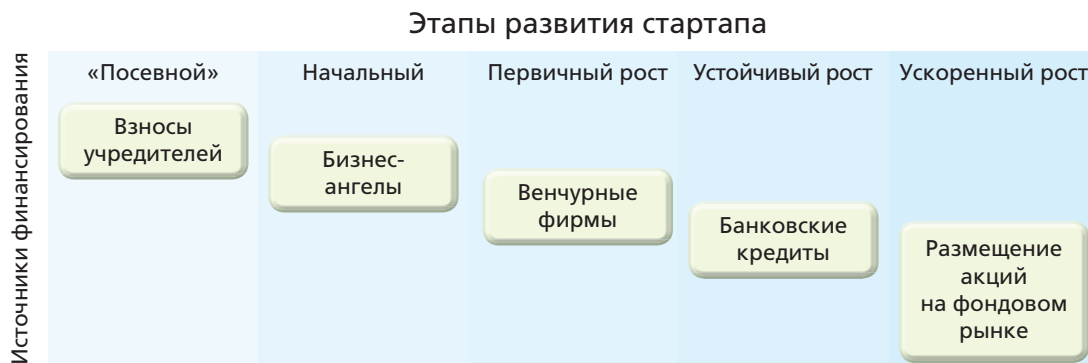 Этапы развития стартапа
Источники финансирования
«Посевной»
Начальный
Первичный рост
Устойчивый рост
Ускоренный рост
Взносы
учредителей
Бизнес-
ангелы
Венчурные
фирмы
Банковские
кредиты
Размещение
акций
на фондовом
рынке